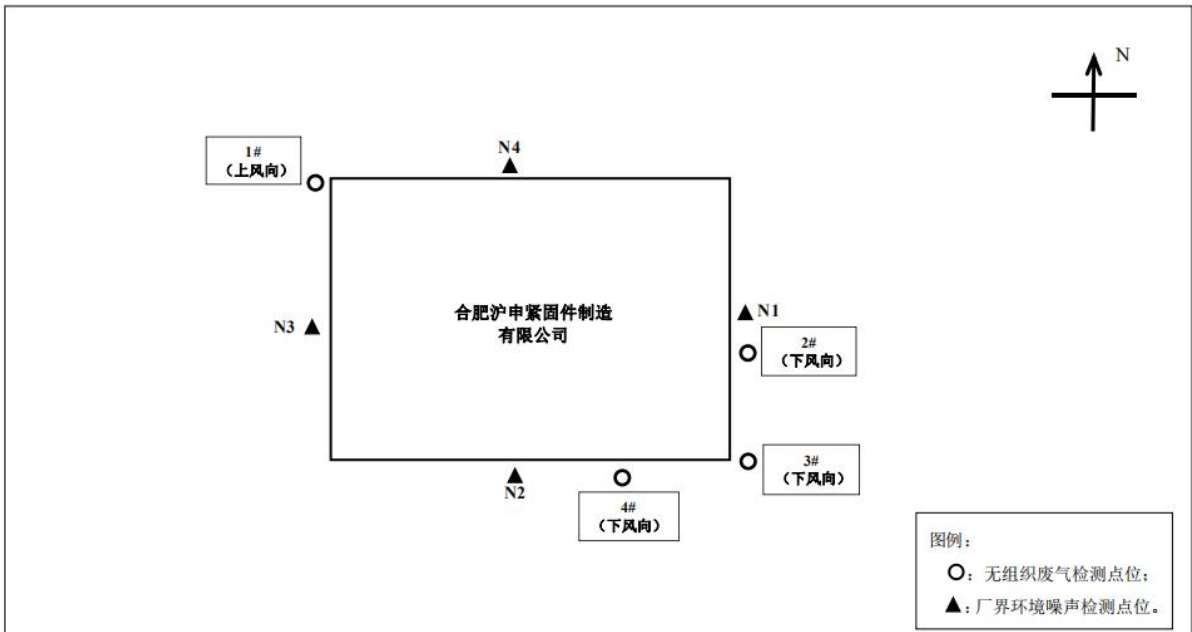 N
1#
（上风向）
N4
合肥沪申紧固件制造
有限公司
N3
N1
2#
（下风向）
3#
（下风向）
N2
4#
（下风向）
图例：
：无组织废气检测点位；
：厂界环境噪声检测点位。